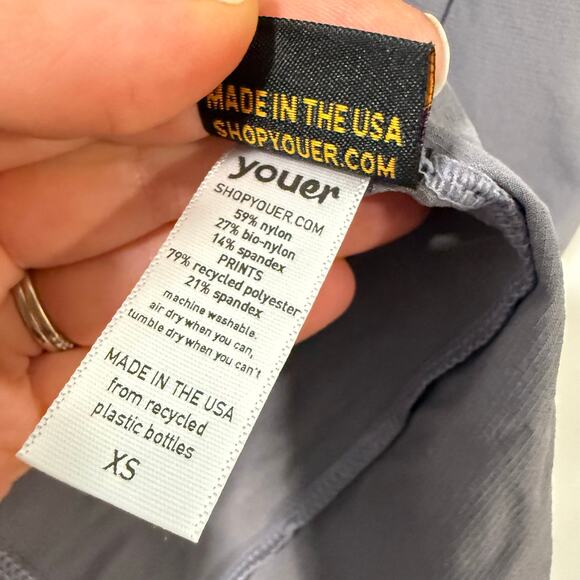 MADE IN THE USA
SHOPYOUER.COM
youer
SHOPYOUER.COM
59% nylon
27% bio-nylon
14% spandex
PRINTS
79% recycled polyester
21% spandex
machine washable.
air dry when you can,
tumble dry when you can't
MADE IN THE USA
from recycled
plastic bottles
XS